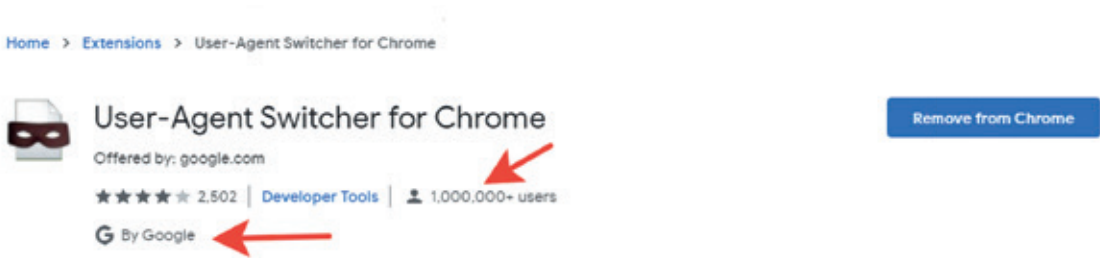 Home > Extensions > User-Agent Switcher for Chrome
User-Agent Switcher for Chrome
Remove from Chrome
Offered by: google.com
2,502 | Developer Tools | 1,000,000+ users
G By Google